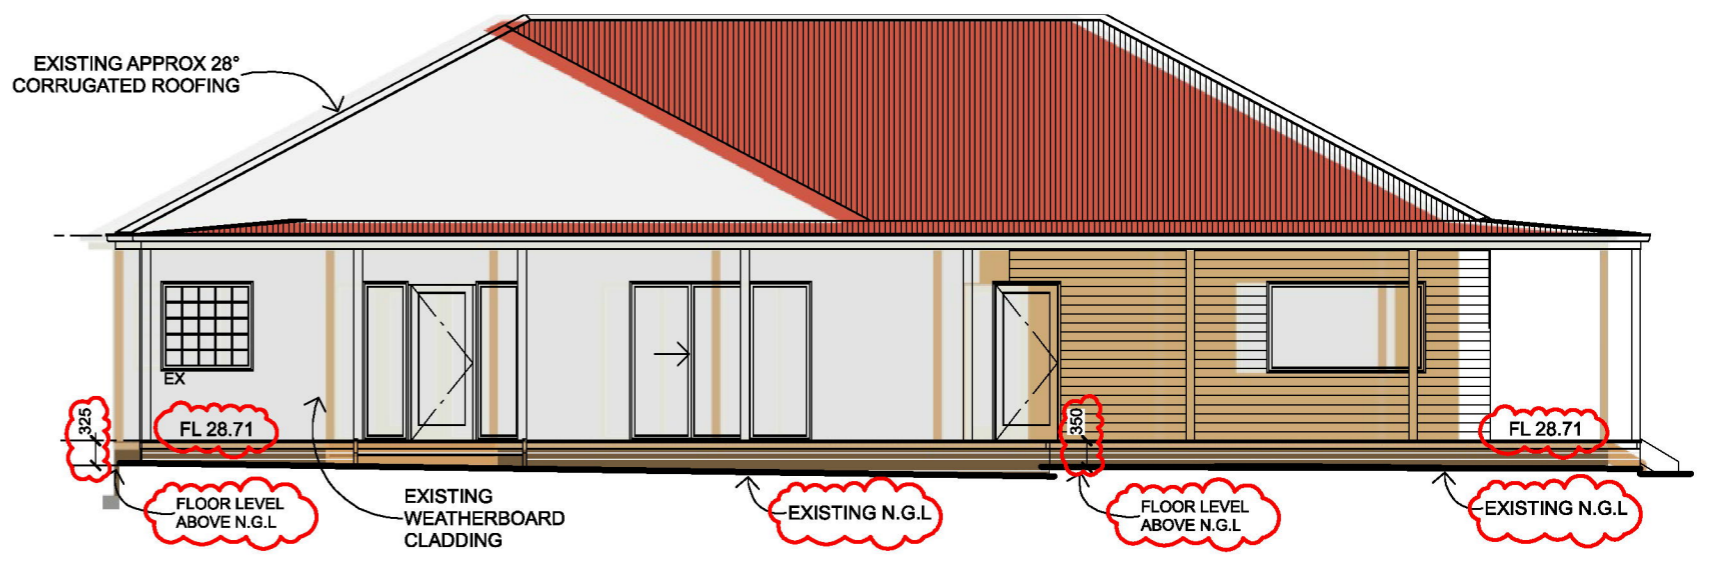 EXISTING APPROX 28°
CORRUGATED ROOFING
EX
325
FL 28.71
350
FL 28.71
FLOOR LEVEL
ABOVE N.G.L
EXISTING
WEATHERBOARD
CLADDING
EXISTING N.G.L
FLOOR LEVEL
ABOVE N.G.L
EXISTING N.G.L